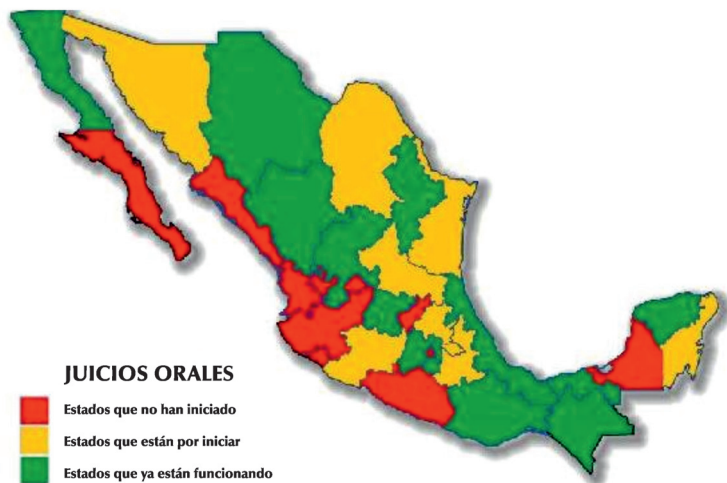 JUICIOS ORALES
Estados que no han iniciado
Estados que están por iniciar
Estados que ya están funcionando